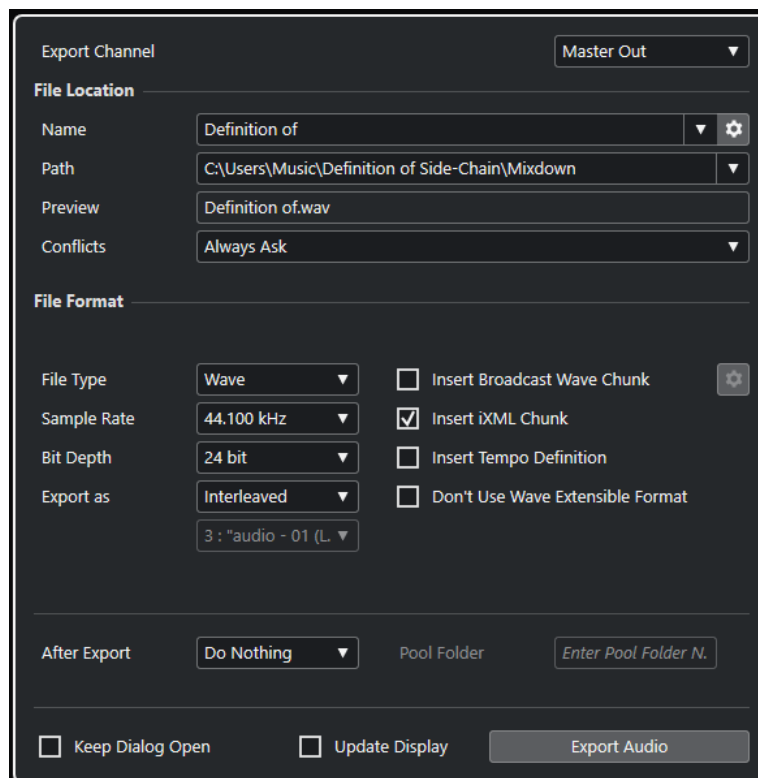 Export Channel Master Out
File Location
Name Definition of
Path C:\Users\Music\Definition of Side-Chain\Mixdown
Preview Definition of.wav
Conflicts Always Ask
File Format
File Type Wave Insert Broadcast Wave Chunk
Sample Rate 44.100 kHz Insert iXML Chunk
Bit Depth 24 bit Insert Tempo Definition
Export as Interleaved Don't Use Wave Extensible Format
3 : "audio - 01 (L.
After Export Do Nothing Pool Folder Enter Pool Folder N.
Keep Dialog Open Update Display Export Audio